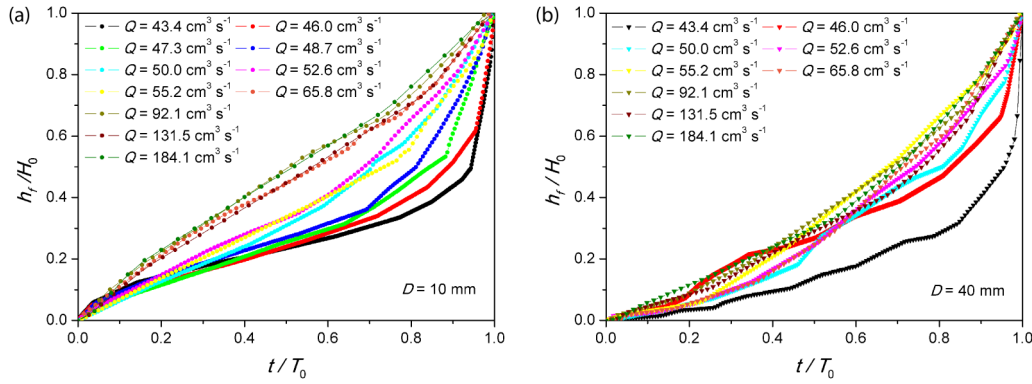 (a)
1.0
0.8
0.6
0.4
0.2
0.0
h_f / H_0
Q = 43.4 cm³ s⁻¹
Q = 46.0 cm³ s⁻¹
Q = 47.3 cm³ s⁻¹
Q = 48.7 cm³ s⁻¹
Q = 50.0 cm³ s⁻¹
Q = 52.6 cm³ s⁻¹
Q = 55.2 cm³ s⁻¹
Q = 65.8 cm³ s⁻¹
Q = 92.1 cm³ s⁻¹
Q = 131.5 cm³ s⁻¹
Q = 184.1 cm³ s⁻¹
D = 10 mm
0.0 0.2 0.4 0.6 0.8 1.0
t / T₀
(b)
1.0
0.8
0.6
0.4
0.2
0.0
h_f / H_0
Q = 43.4 cm³ s⁻¹
Q = 46.0 cm³ s⁻¹
Q = 50.0 cm³ s⁻¹
Q = 52.6 cm³ s⁻¹
Q = 55.2 cm³ s⁻¹
Q = 65.8 cm³ s⁻¹
Q = 92.1 cm³ s⁻¹
Q = 131.5 cm³ s⁻¹
Q = 184.1 cm³ s⁻¹
D = 40 mm
0.0 0.2 0.4 0.6 0.8 1.0
t / T₀